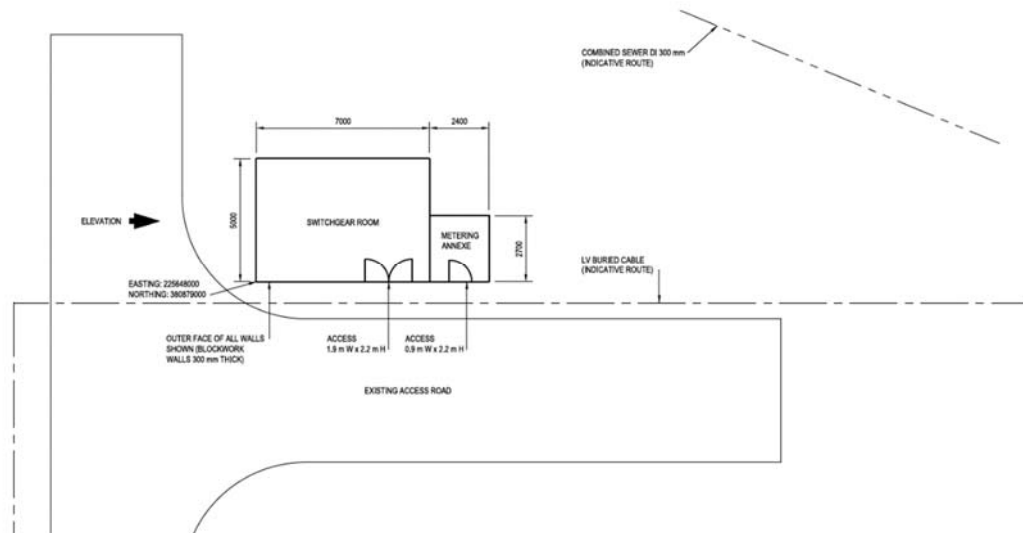 COMBINED SEWER DI 300 mm
(INDICATIVE ROUTE)
7000
2400
5000
ELEVATION
SWITCHGEAR ROOM
METERING
ANNEXE
2700
LV BURIED CABLE
(INDICATIVE ROUTE)
EASTING: 225648000
NORTHING: 380879000
OUTER FACE OF ALL WALLS
SHOWN (BLOCKWORK
WALLS 300 mm THICK)
ACCESS
1.9 m W x 2.2 m H
ACCESS
0.9 m W x 2.2 m H
EXISTING ACCESS ROAD